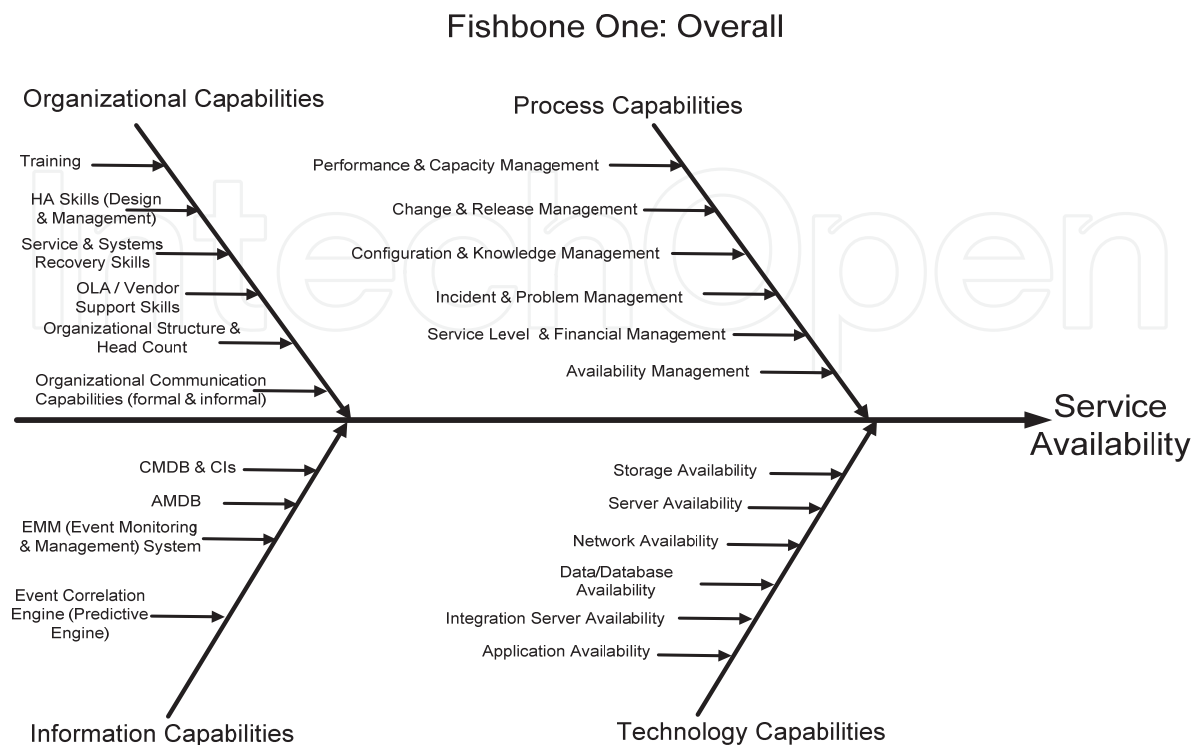 Fishbone One: Overall
Organizational Capabilities
Training
HA Skills (Design
& Management)
Service & Systems
Recovery Skills
OLA / Vendor
Support Skills
Organizational Structure &
Head Count
Organizational Communication
Capabilities (formal & informal)
Process Capabilities
Performance & Capacity Management
Change & Release Management
Configuration & Knowledge Management
Incident & Problem Management
Service Level & Financial Management
Availability Management
Service
Availability
CMDB & CIs
AMDB
EMM (Event Monitoring
& Management) System
Event Correlation
Engine (Predictive
Engine)
Information Capabilities
Storage Availability
Server Availability
Network Availability
Data/Database
Availability
Integration Server Availability
Application Availability
Technology Capabilities
IntechOpen